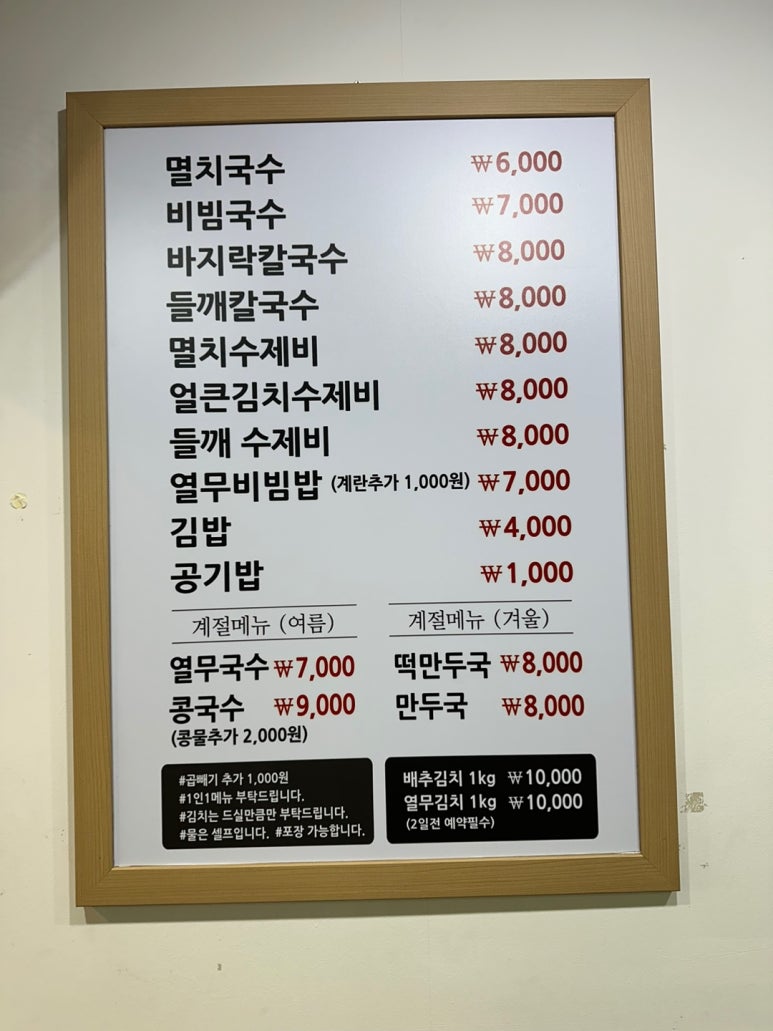 멸치국수 ₩6,000
비빔국수 ₩7,000
바지락칼국수 ₩8,000
들깨칼국수 ₩8,000
멸치수제비 ₩8,000
얼큰김치수제비 ₩8,000
들깨 수제비 ₩8,000
열무비빔밥 (계란추가 1,000원) ₩7,000
김밥 ₩4,000
공기밥 ₩1,000
계절메뉴 (여름)
열무국수 ₩7,000
콩국수 ₩9,000
(콩물추가 2,000원)
계절메뉴 (겨울)
떡만두국 ₩8,000
만두국 ₩8,000
#곱빼기 추가 1,000원
#1인1메뉴 부탁드립니다.
#김치는 드실만큼만 부탁드립니다.
#물은 셀프입니다. #포장 가능합니다.
배추김치 1kg ₩10,000
열무김치 1kg ₩10,000
(2일전 예약필수)